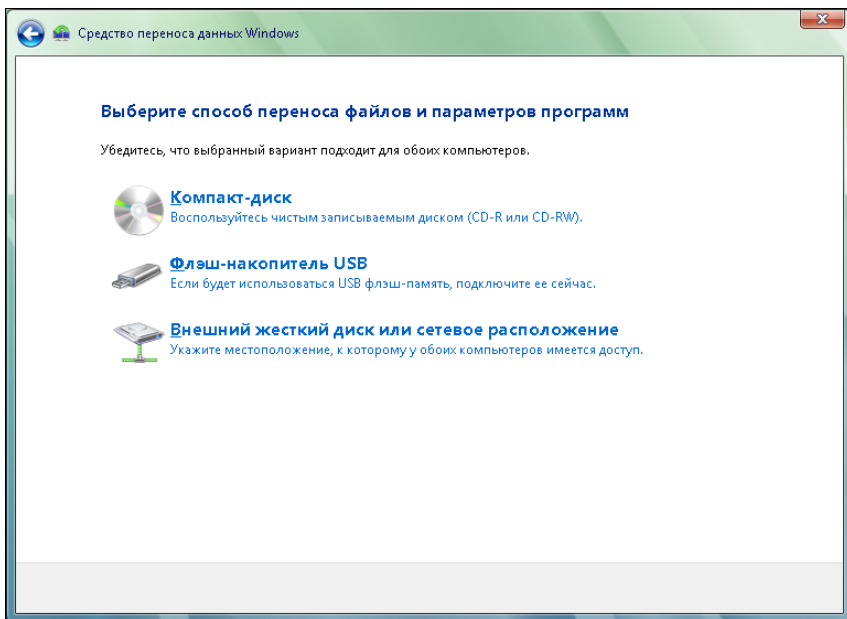 Средство переноса данных Windows
Выберите способ переноса файлов и параметров программ
Убедитесь, что выбранный вариант подходит для обоих компьютеров.
Компакт-диск
Воспользуйтесь чистым записываемым диском (CD-R или CD-RW).
Флэш-накопитель USB
Если будет использоваться USB флэш-память, подключите ее сейчас.
Внешний жесткий диск или сетевое расположение
Укажите местоположение, к которому у обоих компьютеров имеется доступ.